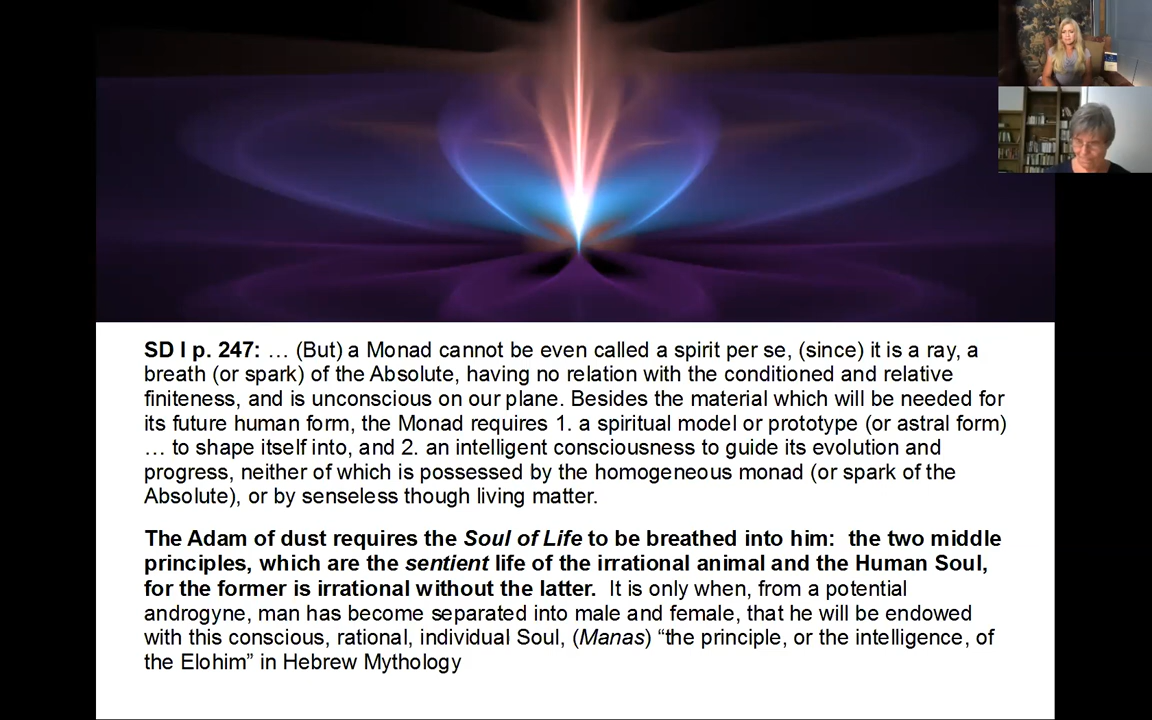 SD I p. 247: … (But) a Monad cannot be even called a spirit per se, (since) it is a ray, a
breath (or spark) of the Absolute, having no relation with the conditioned and relative
finiteness, and is unconscious on our plane. Besides the material which will be needed for
its future human form, the Monad requires 1. a spiritual model or prototype (or astral form)
… to shape itself into, and 2. an intelligent consciousness to guide its evolution and
progress, neither of which is possessed by the homogeneous monad (or spark of the
Absolute), or by senseless though living matter.
The Adam of dust requires the Soul of Life to be breathed into him:  the two middle
principles, which are the sentient life of the irrational animal and the Human Soul,
for the former is irrational without the latter.  It is only when, from a potential
androgyne, man has become separated into male and female, that he will be endowed
with this conscious, rational, individual Soul, (Manas) “the principle, or the intelligence, of
the Elohim” in Hebrew Mythology